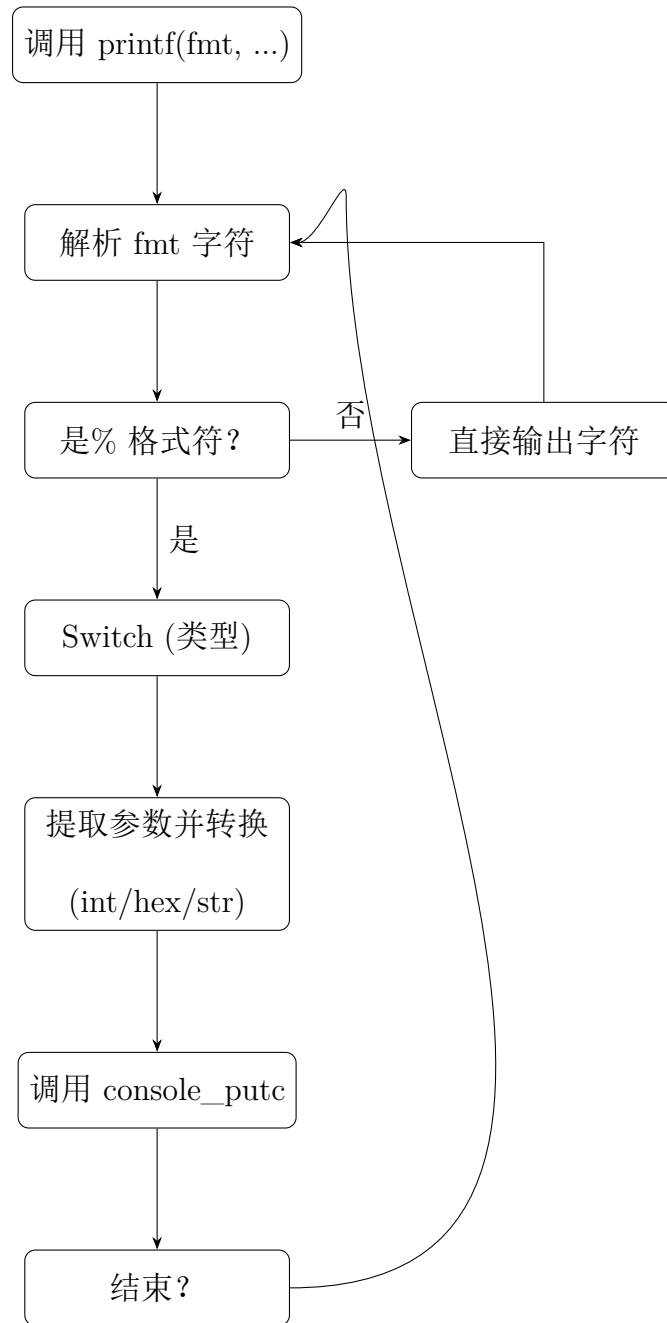 调用 printf(fmt, ...)
解析 fmt 字符
是% 格式符？
否
直接输出字符
是
Switch (类型)
提取参数并转换
(int/hex/str)
调用 console_putc
结束？